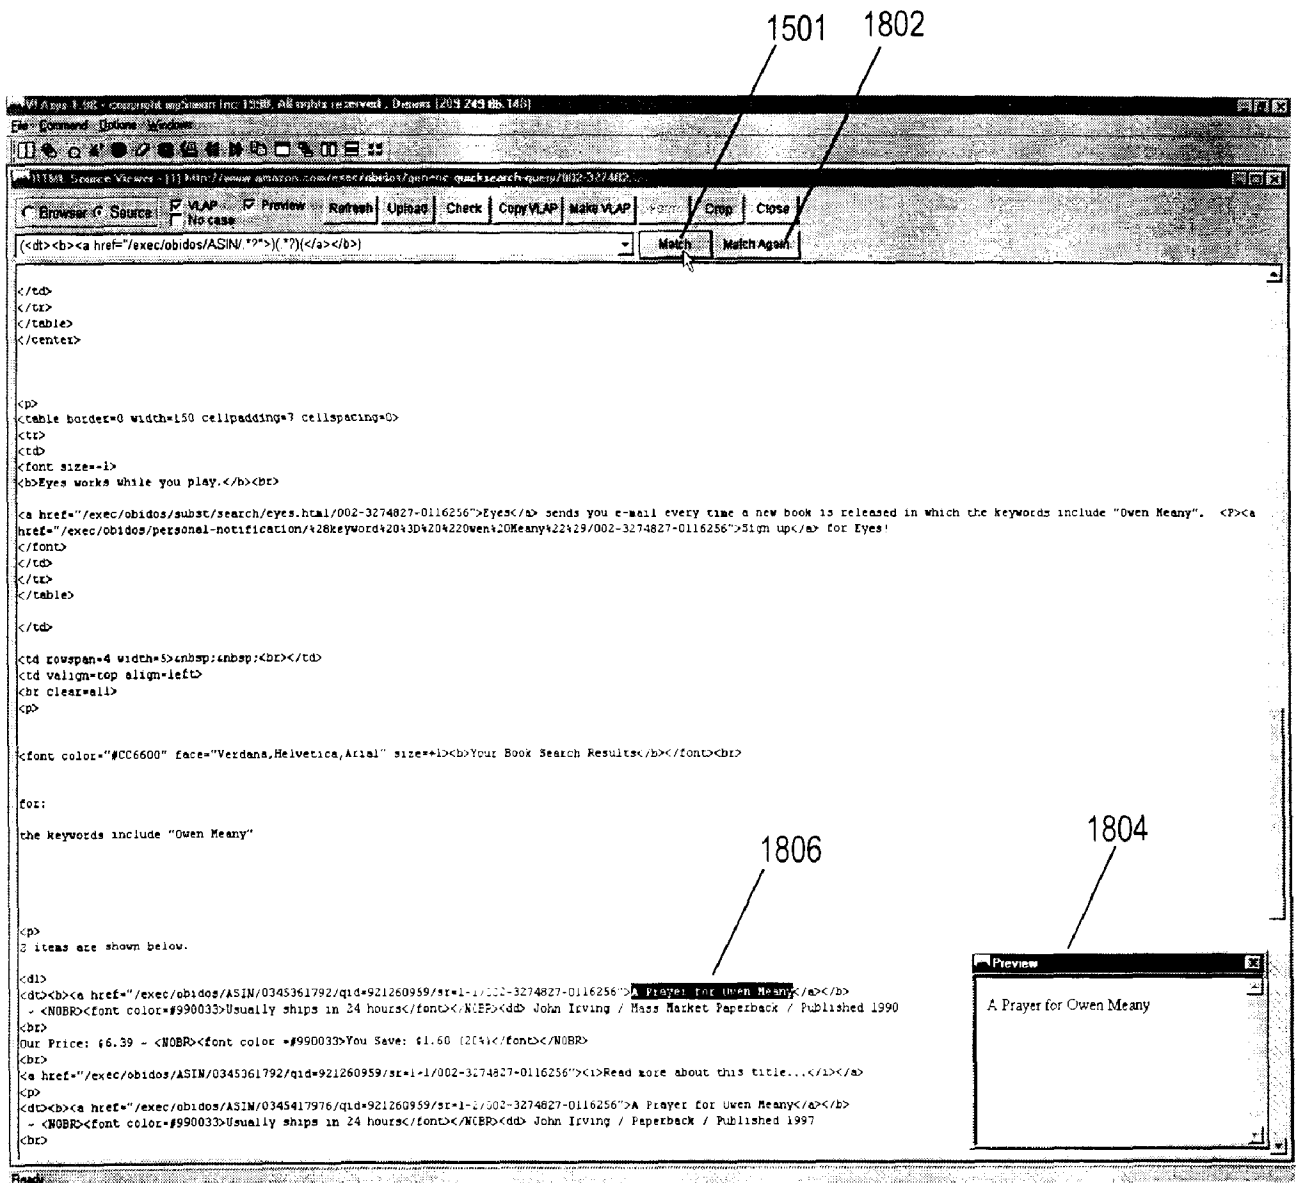 1501 1802
File Command Options Windows
Browser Source VLAP No case Preview Refresh Upload Check Copy VLAP Make VLAP Crop Close
(<dt><b><a href="/exec/obidos/ASIN/.*?">)(.*?)(</a></b>) Match Match Again
</td>
</tr>
</table>
</center>
<p>
<table border=0 width=150 cellpadding=7 cellspacing=0>
<tr>
<td>
<font size=-1>
<b>Eyes works while you play.</b><br>
<a href="/exec/obidos/subst/search/eyes.html/002-3274827-0116256">Eyes</a> sends you e-mail every time a new book is released in which the keywords include "Owen Meany". <P><a
href="/exec/obidos/personal-notification/%28keyword%20%3D%20%22Owen%20Meany%22%29/002-3274827-0116256">Sign up</a> for Eyes!
</font>
</td>
</tr>
</table>
</td>
<td rowspan=4 width=5>&nbsp;&nbsp;<br></td>
<td valign=top align=left>
<br clear=all>
<p>
<font color="#CC6600" face="Verdana,Helvetica,Arial" size=+1><b>Your Book Search Results</b></font><br>
for:
the keywords include "Owen Meany"
1806 1804
<p>
items are shown below.
Preview
<dl>
<dt><b><a href="/exec/obidos/ASIN/0345361792/qid=921260959/sr=1-1/002-3274827-0116256">A Prayer for Owen Meany</a></b>
A Prayer for Owen Meany
~ <NOBR><font color=#990033>Usually ships in 24 hours</font></NOBR><dd> John Irving / Mass Market Paperback / Published 1990
<br>
Our Price: $6.39 ~ <NOBR><font color =#990033>You Save: $1.60 (20%)</font></NOBR>
<br>
<a href="/exec/obidos/ASIN/0345361792/qid=921260959/sr=1-1/002-3274827-0116256"><i>Read more about this title...</i></a>
<p>
<dt><b><a href="/exec/obidos/ASIN/0345417976/qid=921260959/sr=1-2/002-3274827-0116256">A Prayer for Owen Meany</a></b>
~ <NOBR><font color=#990033>Usually ships in 24 hours</font></NOBR><dd> John Irving / Paperback / Published 1997
<br>
Ready